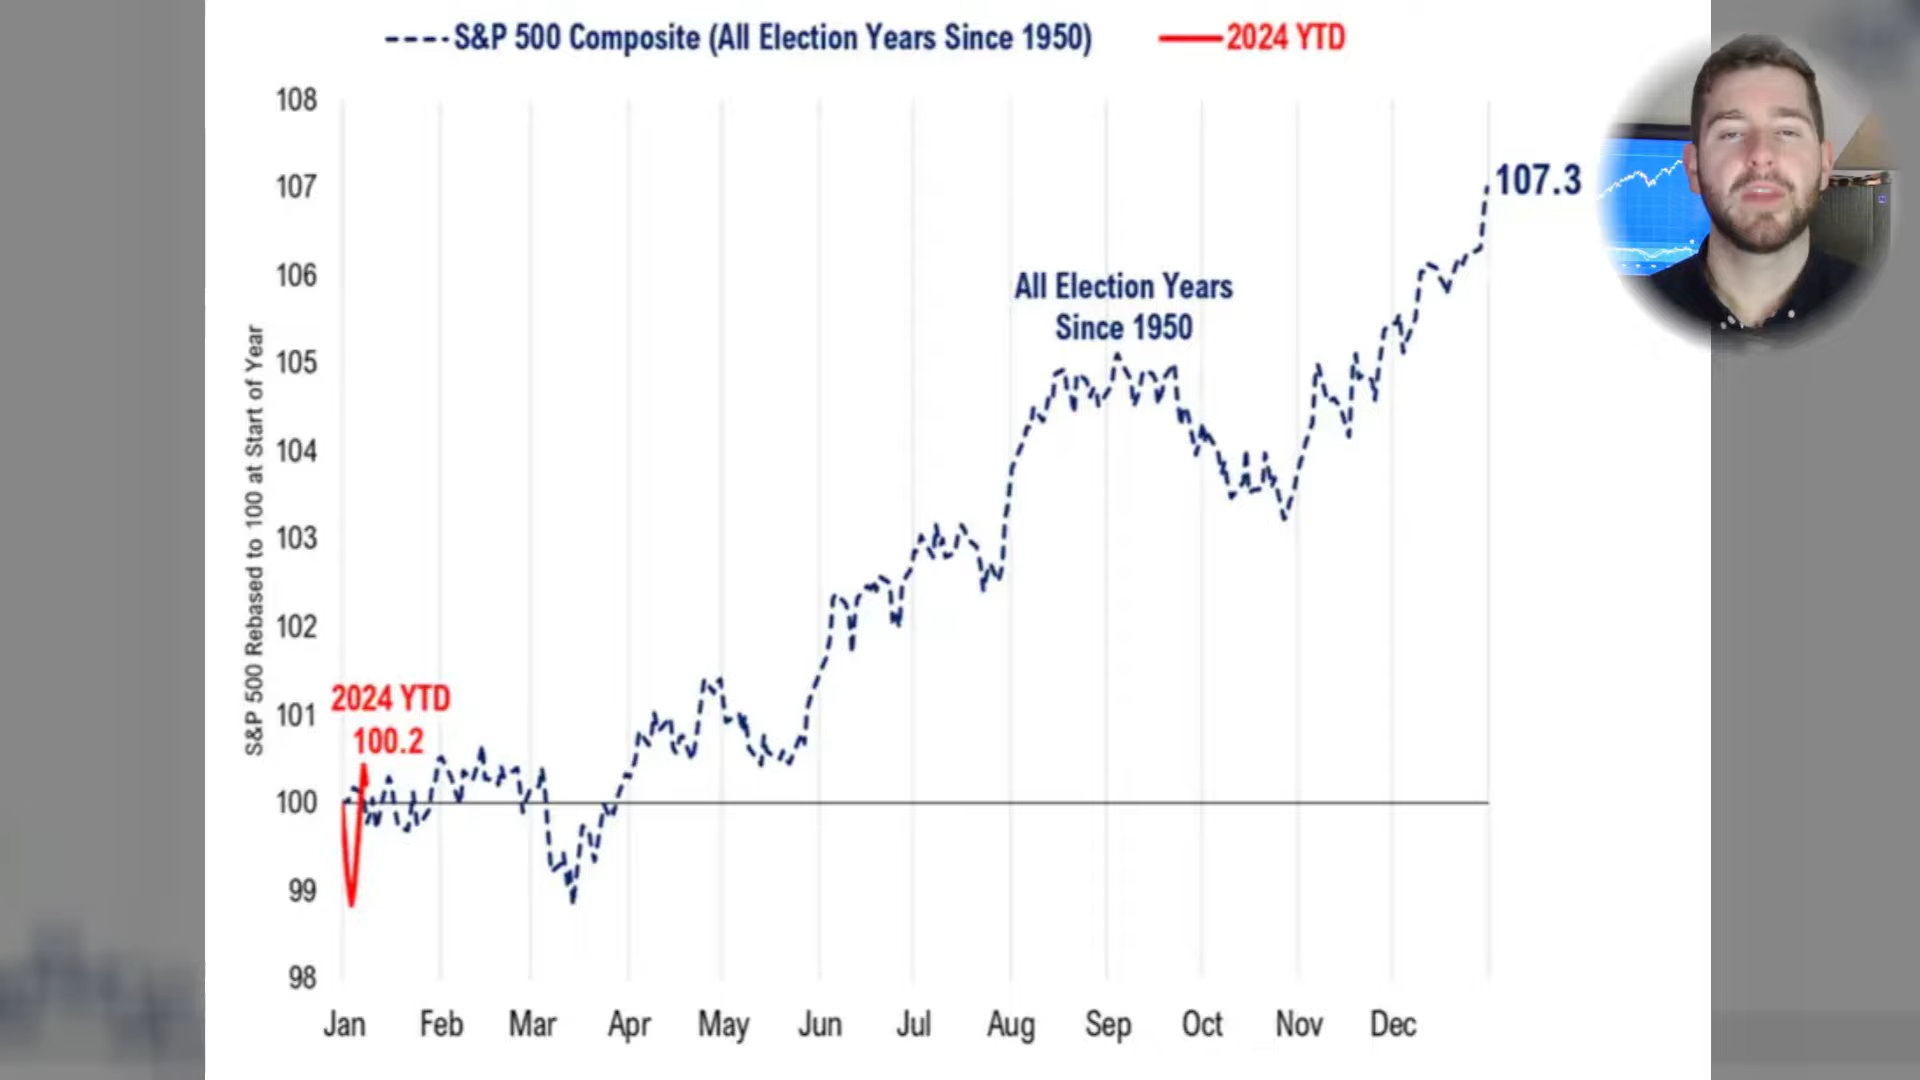 S&P 500 Composite (All Election Years Since 1950)
2024 YTD
108
107
106
105
104
103
102
101
100
99
98
S&P 500 Rebased to 100 at Start of Year
107.3
All Election Years
Since 1950
2024 YTD
100.2
Jan Feb Mar Apr May Jun Jul Aug Sep Oct Nov Dec